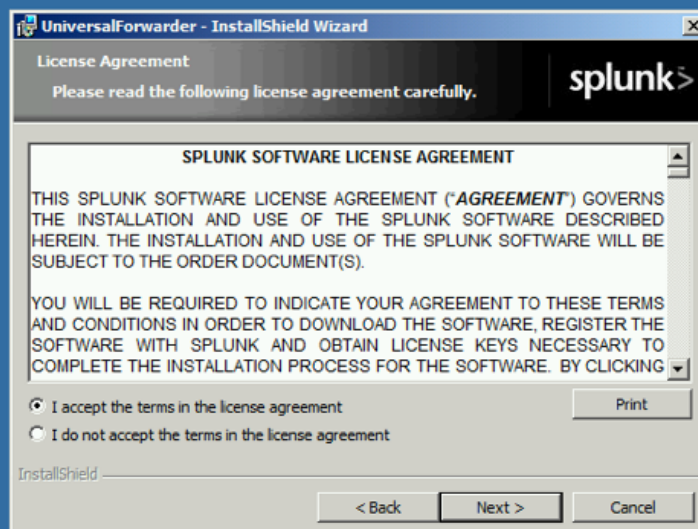 UniversalForwarder - InstallShield Wizard
License Agreement
Please read the following license agreement carefully.
splunk>
SPLUNK SOFTWARE LICENSE AGREEMENT
THIS SPLUNK SOFTWARE LICENSE AGREEMENT (“AGREEMENT”) GOVERNS
THE INSTALLATION AND USE OF THE SPLUNK SOFTWARE DESCRIBED
HEREIN. THE INSTALLATION AND USE OF THE SPLUNK SOFTWARE WILL BE
SUBJECT TO THE ORDER DOCUMENT(S).
YOU WILL BE REQUIRED TO INDICATE YOUR AGREEMENT TO THESE TERMS
AND CONDITIONS IN ORDER TO DOWNLOAD THE SOFTWARE, REGISTER THE
SOFTWARE WITH SPLUNK AND OBTAIN LICENSE KEYS NECESSARY TO
COMPLETE THE INSTALLATION PROCESS FOR THE SOFTWARE. BY CLICKING
I accept the terms in the license agreement
Print
I do not accept the terms in the license agreement
InstallShield
< Back
Next >
Cancel